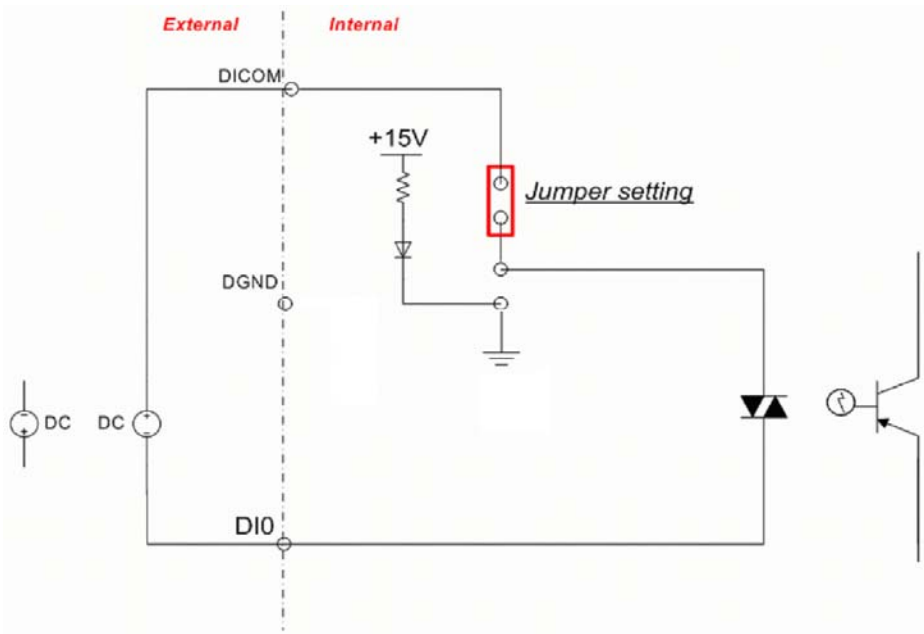 External Internal
DICOM
+15V
Jumper setting
DGND
DC DC
DI0